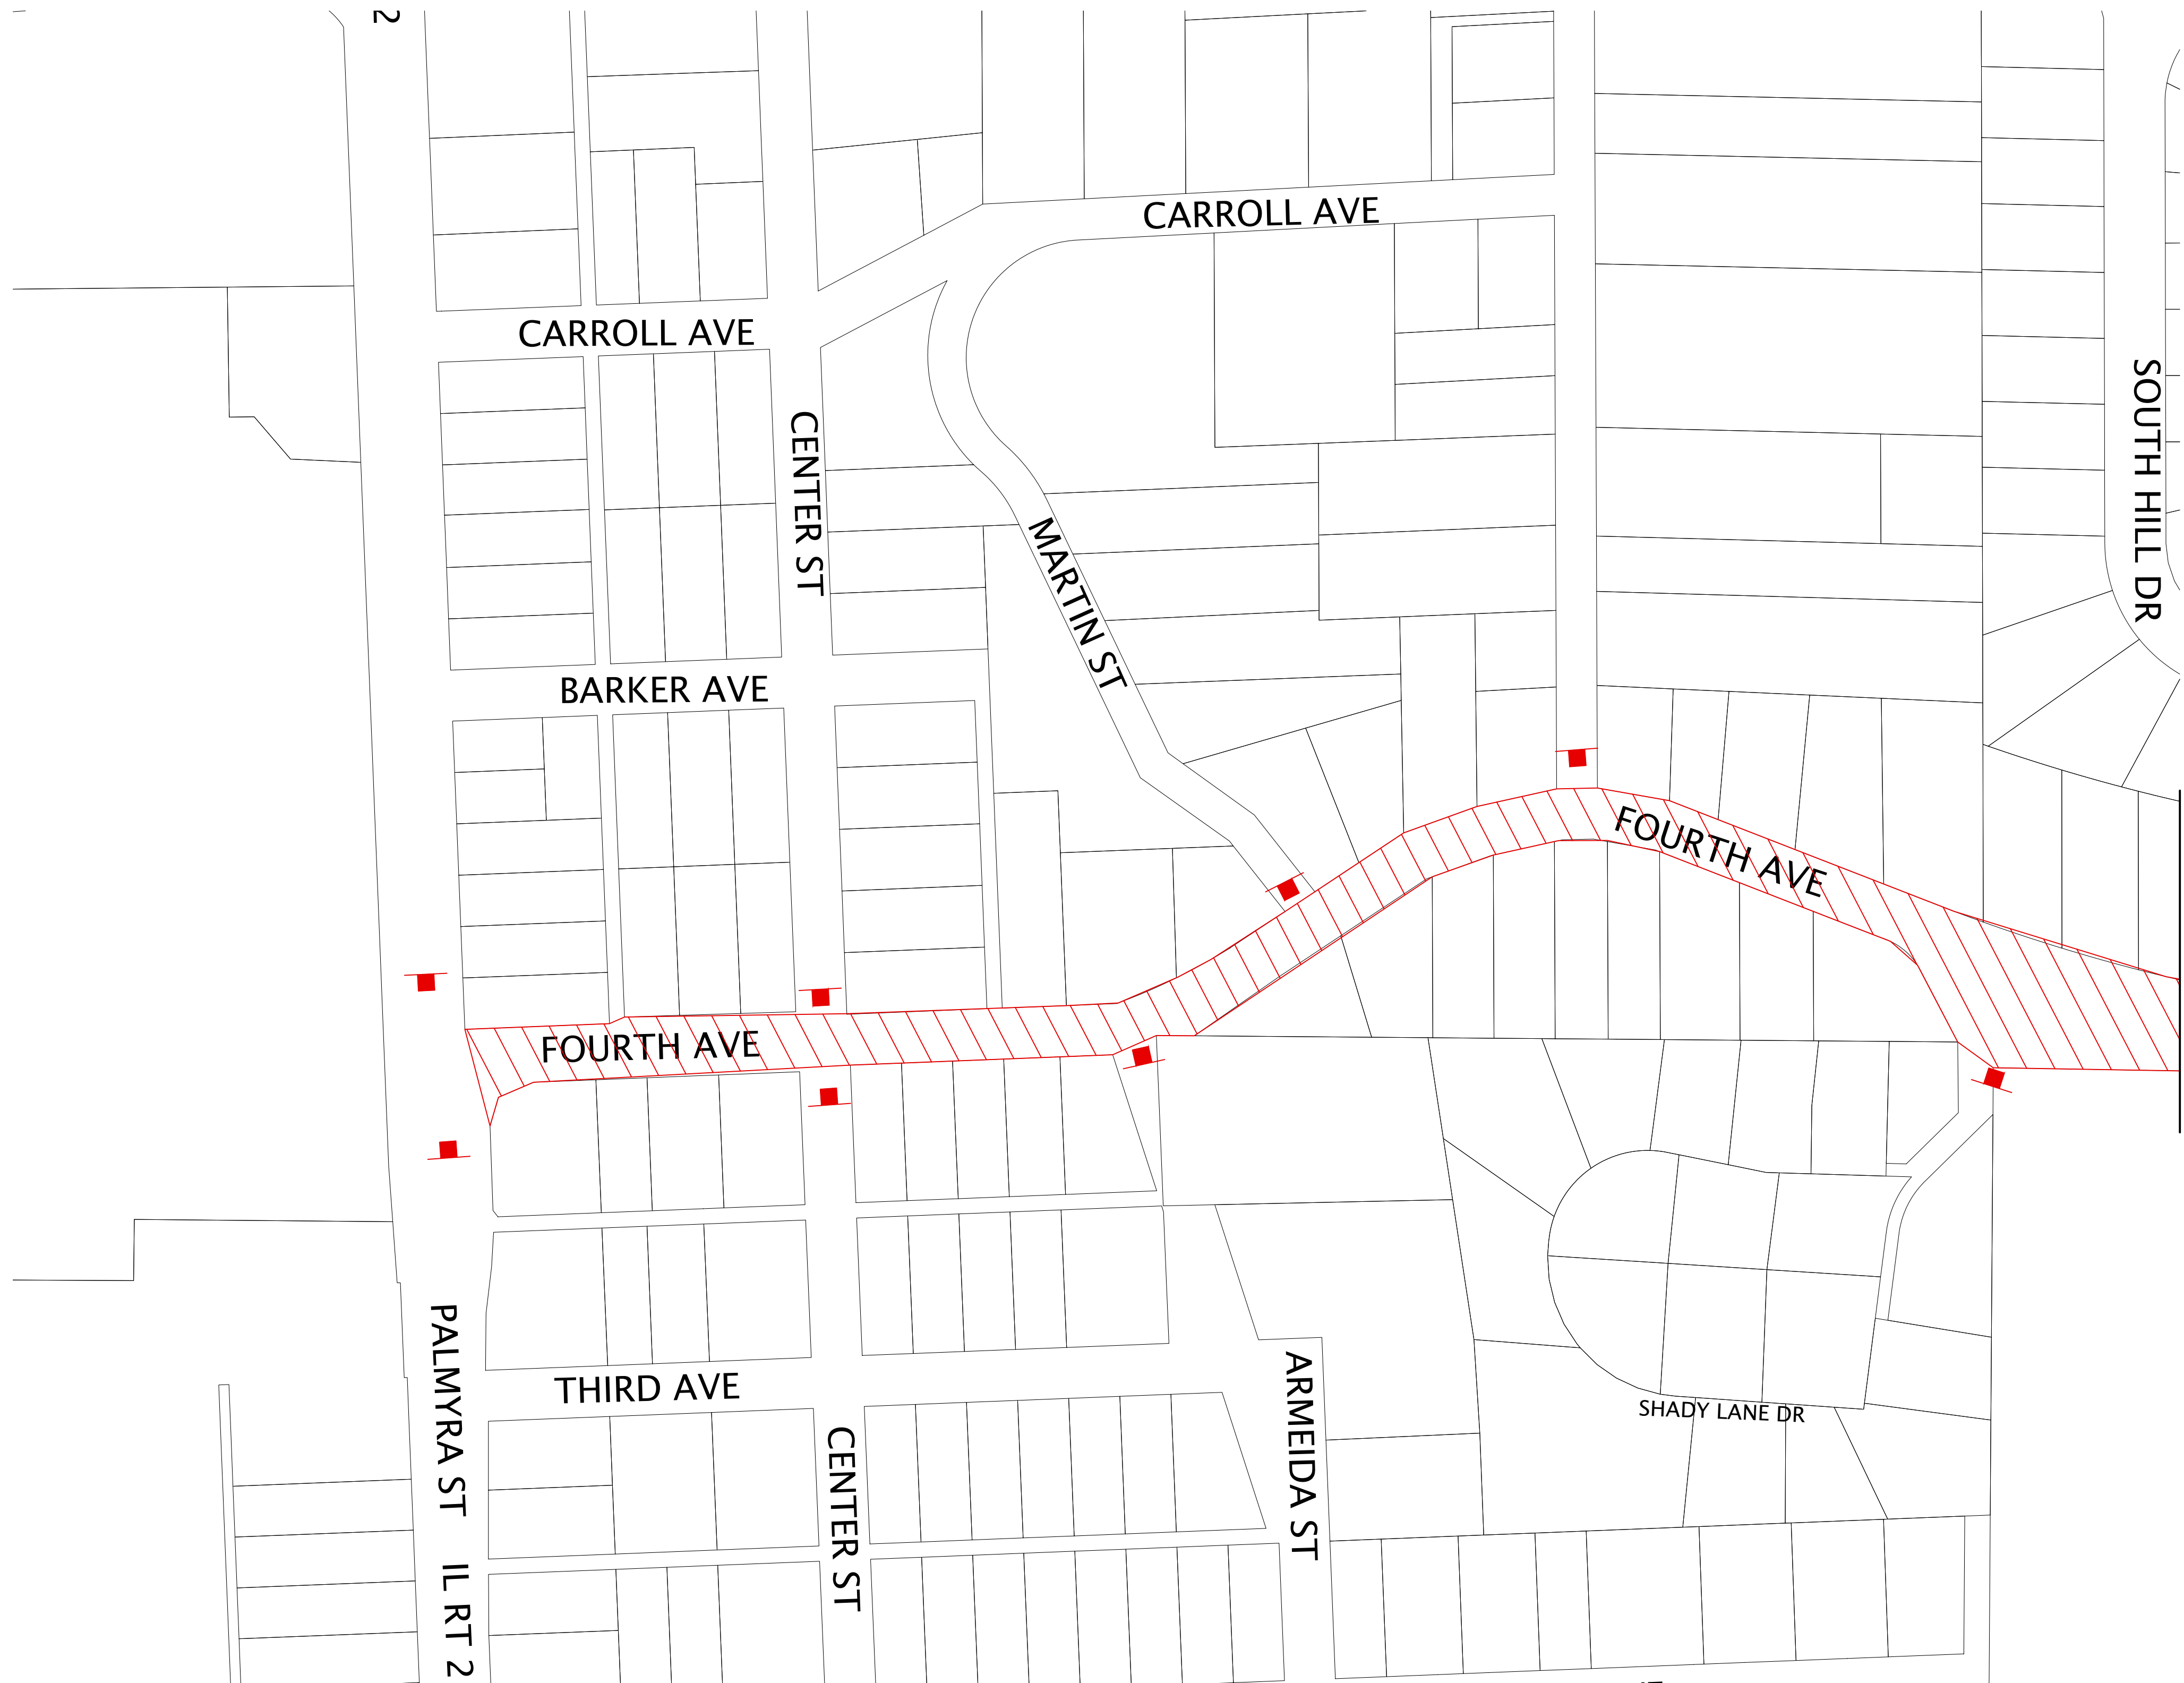 2
CARROLL AVE
CARROLL AVE
SOUTH HILL DR
CENTER ST
MARTIN ST
BARKER AVE
FOURTH AVE
FOURTH AVE
PALMYRA ST
IL RT 2
THIRD AVE
ARMEIDA ST
SHADY LANE DR
CENTER ST